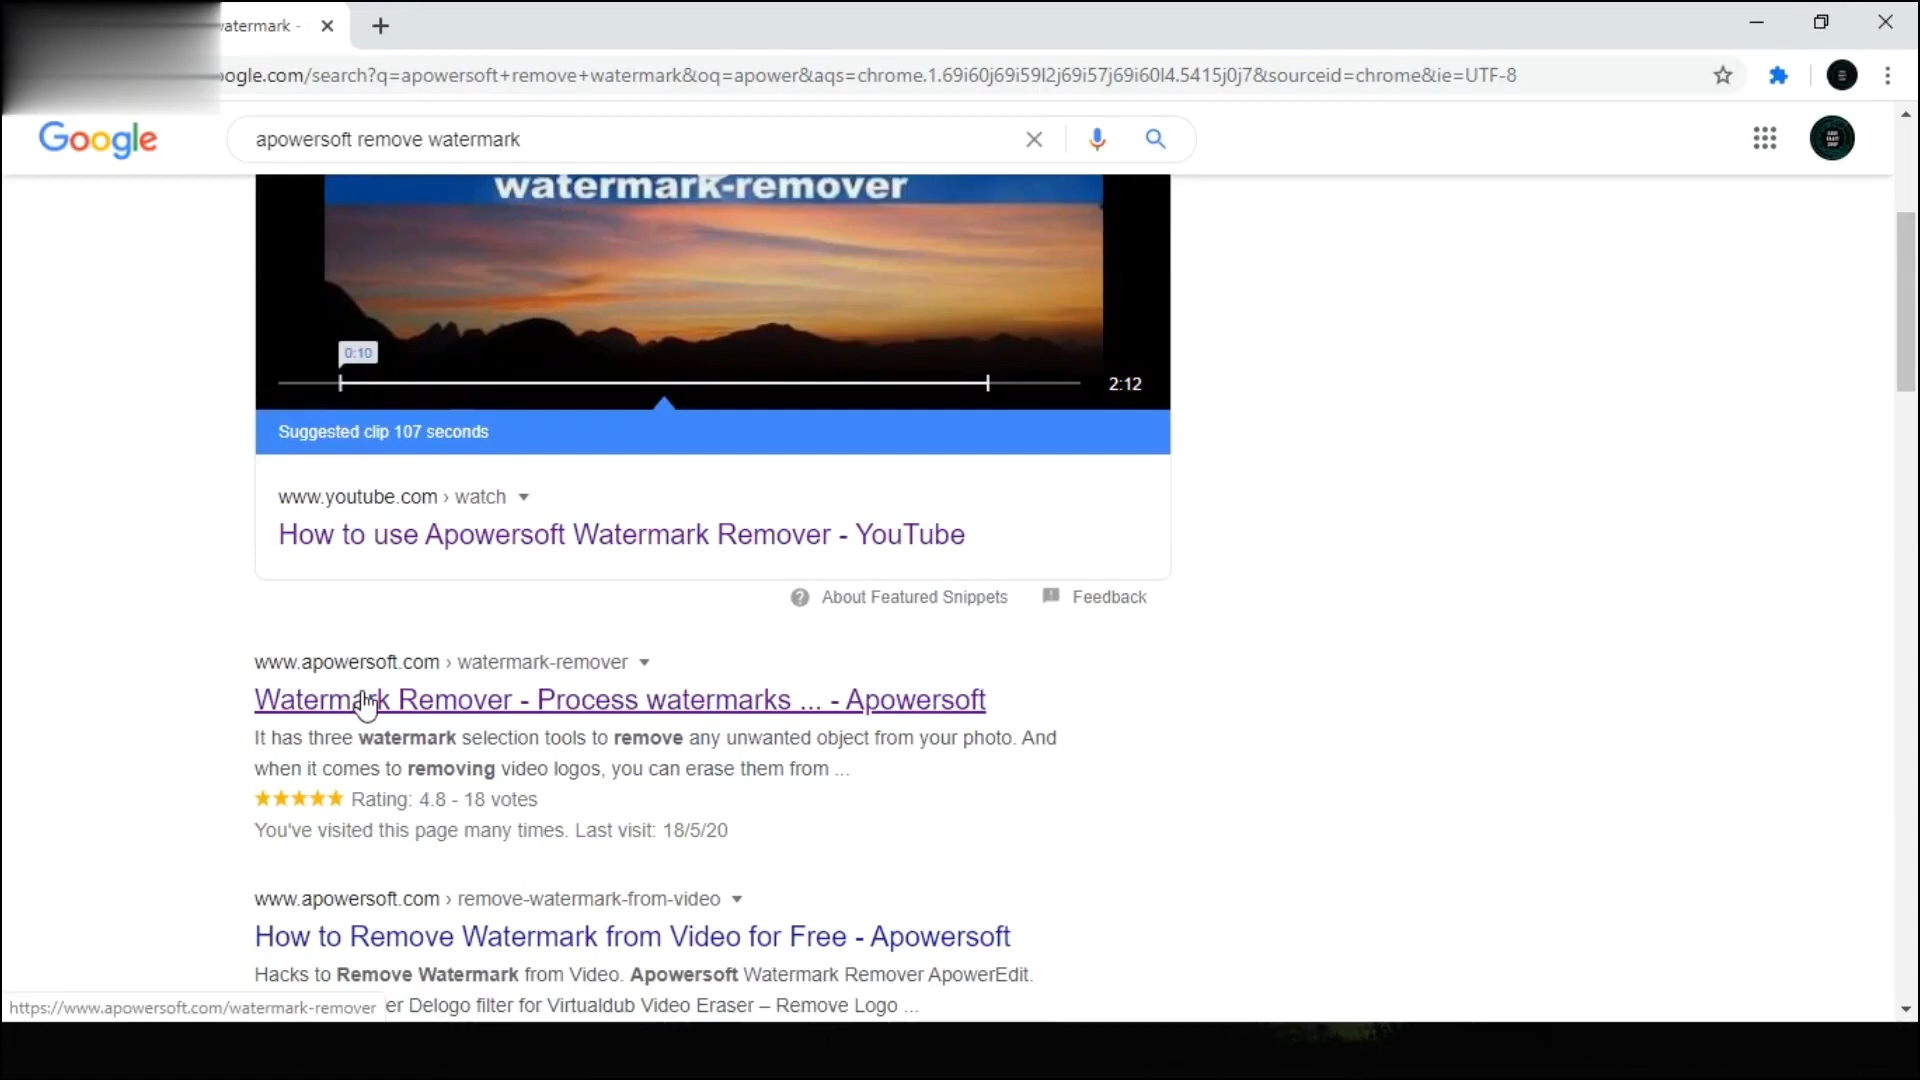 watermark -
oogle.com/search?q=apowersoft+remove+watermark&oq=apower&aqs=chrome.1.69i60j69i59l2j69i57j69i60l4.5415j0j7&sourceid=chrome&ie=UTF-8
Google
apowersoft remove watermark
watermark-remover
0:10
2:12
Suggested clip 107 seconds
www.youtube.com › watch
How to use Apowersoft Watermark Remover - YouTube
About Featured Snippets
Feedback
www.apowersoft.com › watermark-remover
Watermark Remover - Process watermarks ... - Apowersoft
It has three watermark selection tools to remove any unwanted object from your photo. And
when it comes to removing video logos, you can erase them from ...
Rating: 4.8 - 18 votes
You've visited this page many times. Last visit: 18/5/20
www.apowersoft.com › remove-watermark-from-video
How to Remove Watermark from Video for Free - Apowersoft
Hacks to Remove Watermark from Video. Apowersoft Watermark Remover ApowerEdit.
er Delogo filter for Virtualdub Video Eraser – Remove Logo ...
https://www.apowersoft.com/watermark-remover